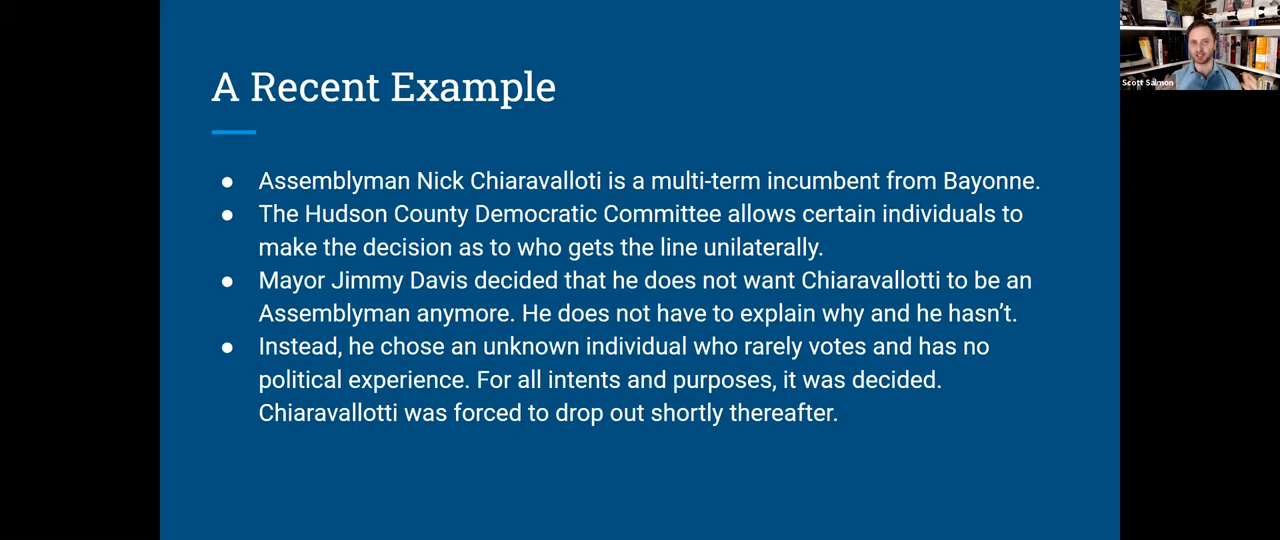 A Recent Example
● Assemblyman Nick Chiaravalloti is a multi-term incumbent from Bayonne.
● The Hudson County Democratic Committee allows certain individuals to
make the decision as to who gets the line unilaterally.
● Mayor Jimmy Davis decided that he does not want Chiaravallotti to be an
Assemblyman anymore. He does not have to explain why and he hasn’t.
● Instead, he chose an unknown individual who rarely votes and has no
political experience. For all intents and purposes, it was decided.
Chiaravallotti was forced to drop out shortly thereafter.
Scott Salmon